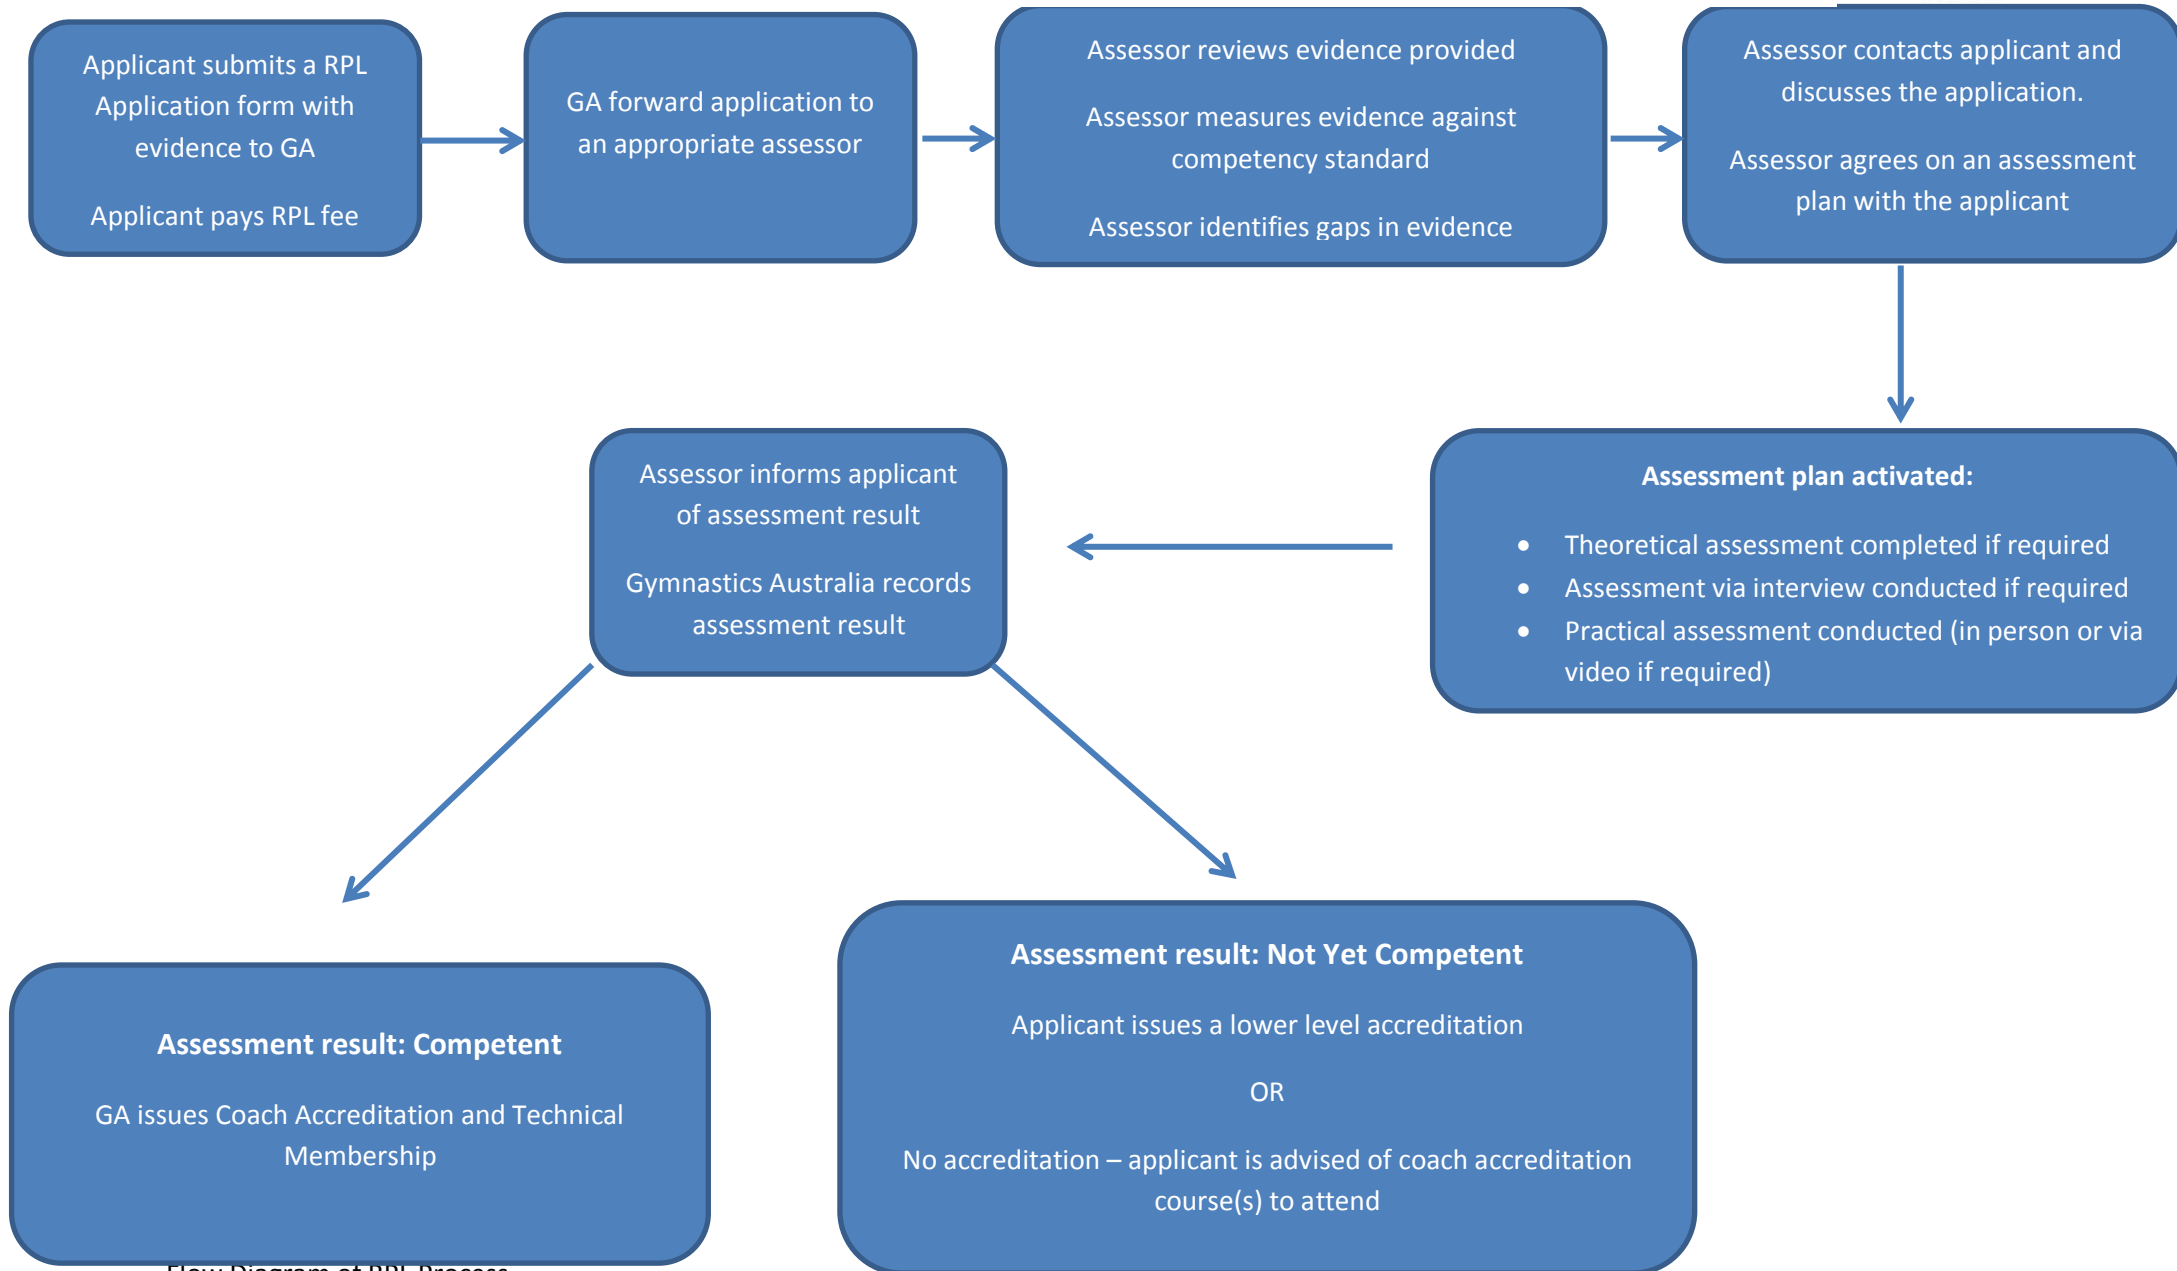 Applicant submits a RPL
Application form with
evidence to GA
Applicant pays RPL fee
GA forward application to
an appropriate assessor
Assessor reviews evidence provided
Assessor measures evidence against
competency standard
Assessor identifies gaps in evidence
Assessor contacts applicant and
discusses the application.
Assessor agrees on an assessment
plan with the applicant
Assessment plan activated:
• Theoretical assessment completed if required
• Assessment via interview conducted if required
• Practical assessment conducted (in person or via
video if required)
Assessor informs applicant
of assessment result
Gymnastics Australia records
assessment result
Assessment result: Competent
GA issues Coach Accreditation and Technical
Membership
Assessment result: Not Yet Competent
Applicant issues a lower level accreditation
OR
No accreditation – applicant is advised of coach accreditation
course(s) to attend
Flow Diagram of RPL Process